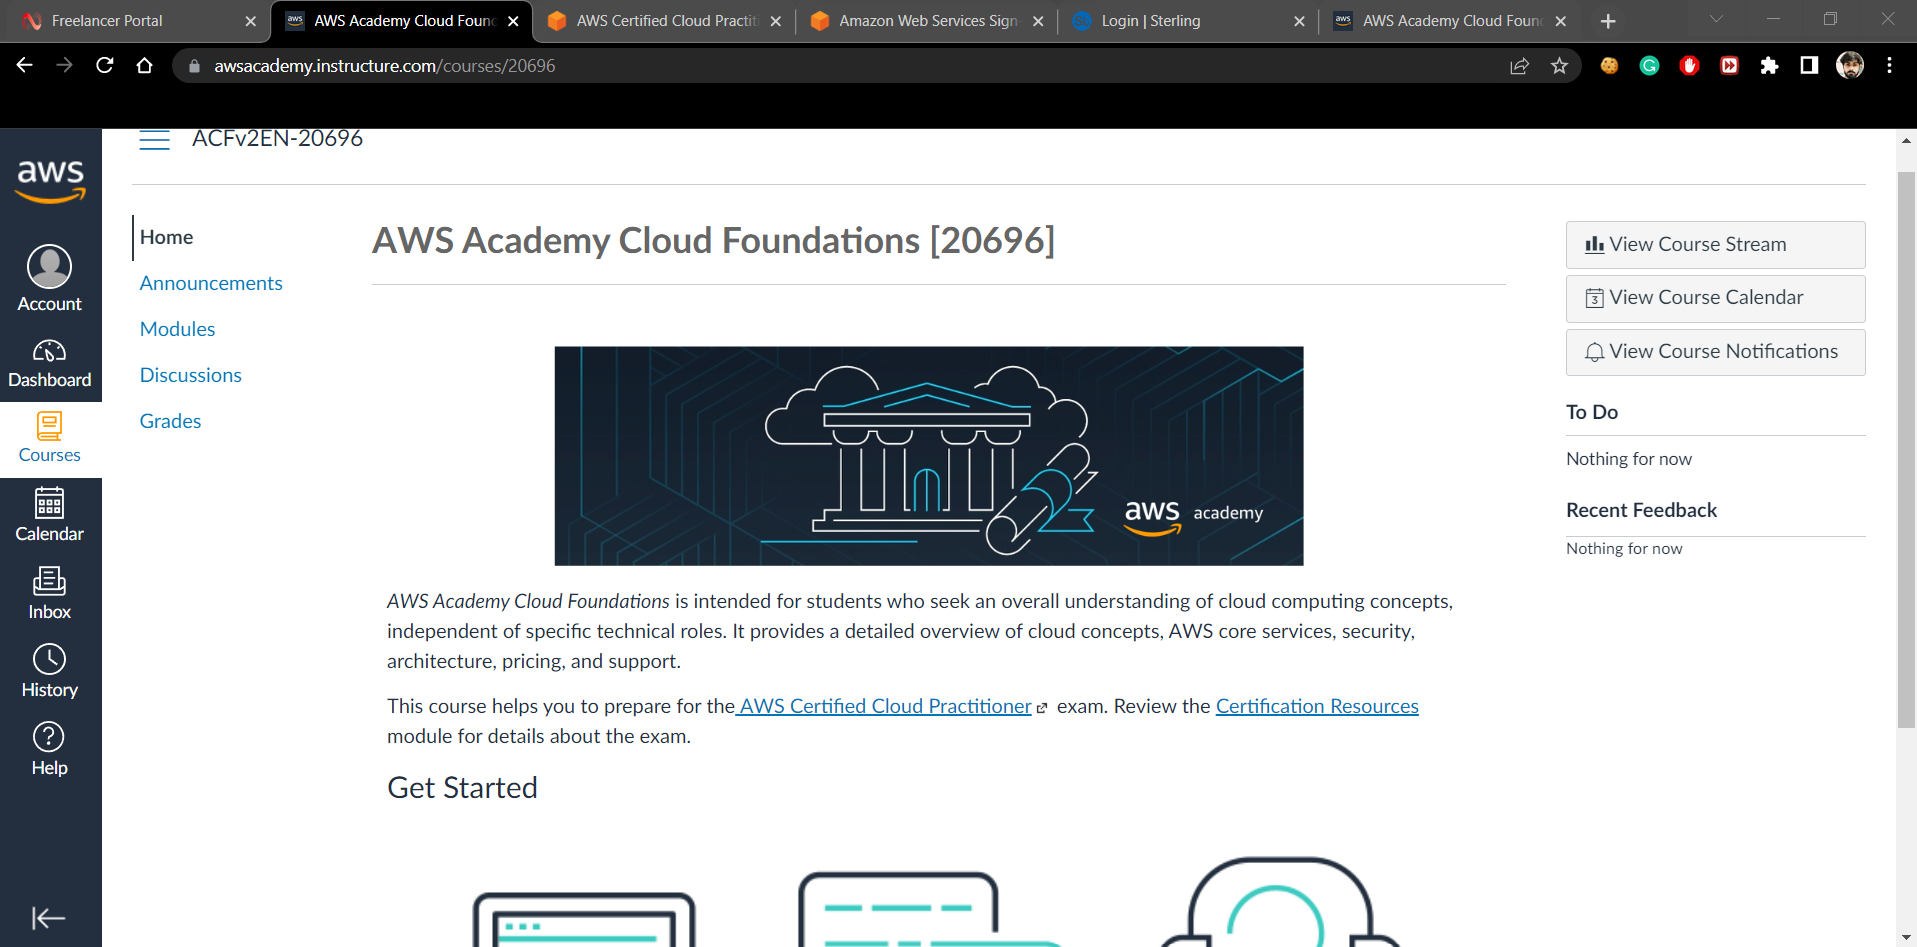 Freelancer Portal
AWS Academy Cloud Foun
AWS Certified Cloud Practit
Amazon Web Services Sign
Login | Sterling
AWS Academy Cloud Foun
awsacademy.instructure.com/courses/20696
aws
ACFv2EN-20696
Account
Dashboard
Courses
Calendar
Inbox
History
Help
Home
Announcements
Modules
Discussions
Grades
AWS Academy Cloud Foundations [20696]
aws academy
AWS Academy Cloud Foundations is intended for students who seek an overall understanding of cloud computing concepts,
independent of specific technical roles. It provides a detailed overview of cloud concepts, AWS core services, security,
architecture, pricing, and support.
This course helps you to prepare for the AWS Certified Cloud Practitioner exam. Review the Certification Resources
module for details about the exam.
Get Started
View Course Stream
3 View Course Calendar
View Course Notifications
To Do
Nothing for now
Recent Feedback
Nothing for now